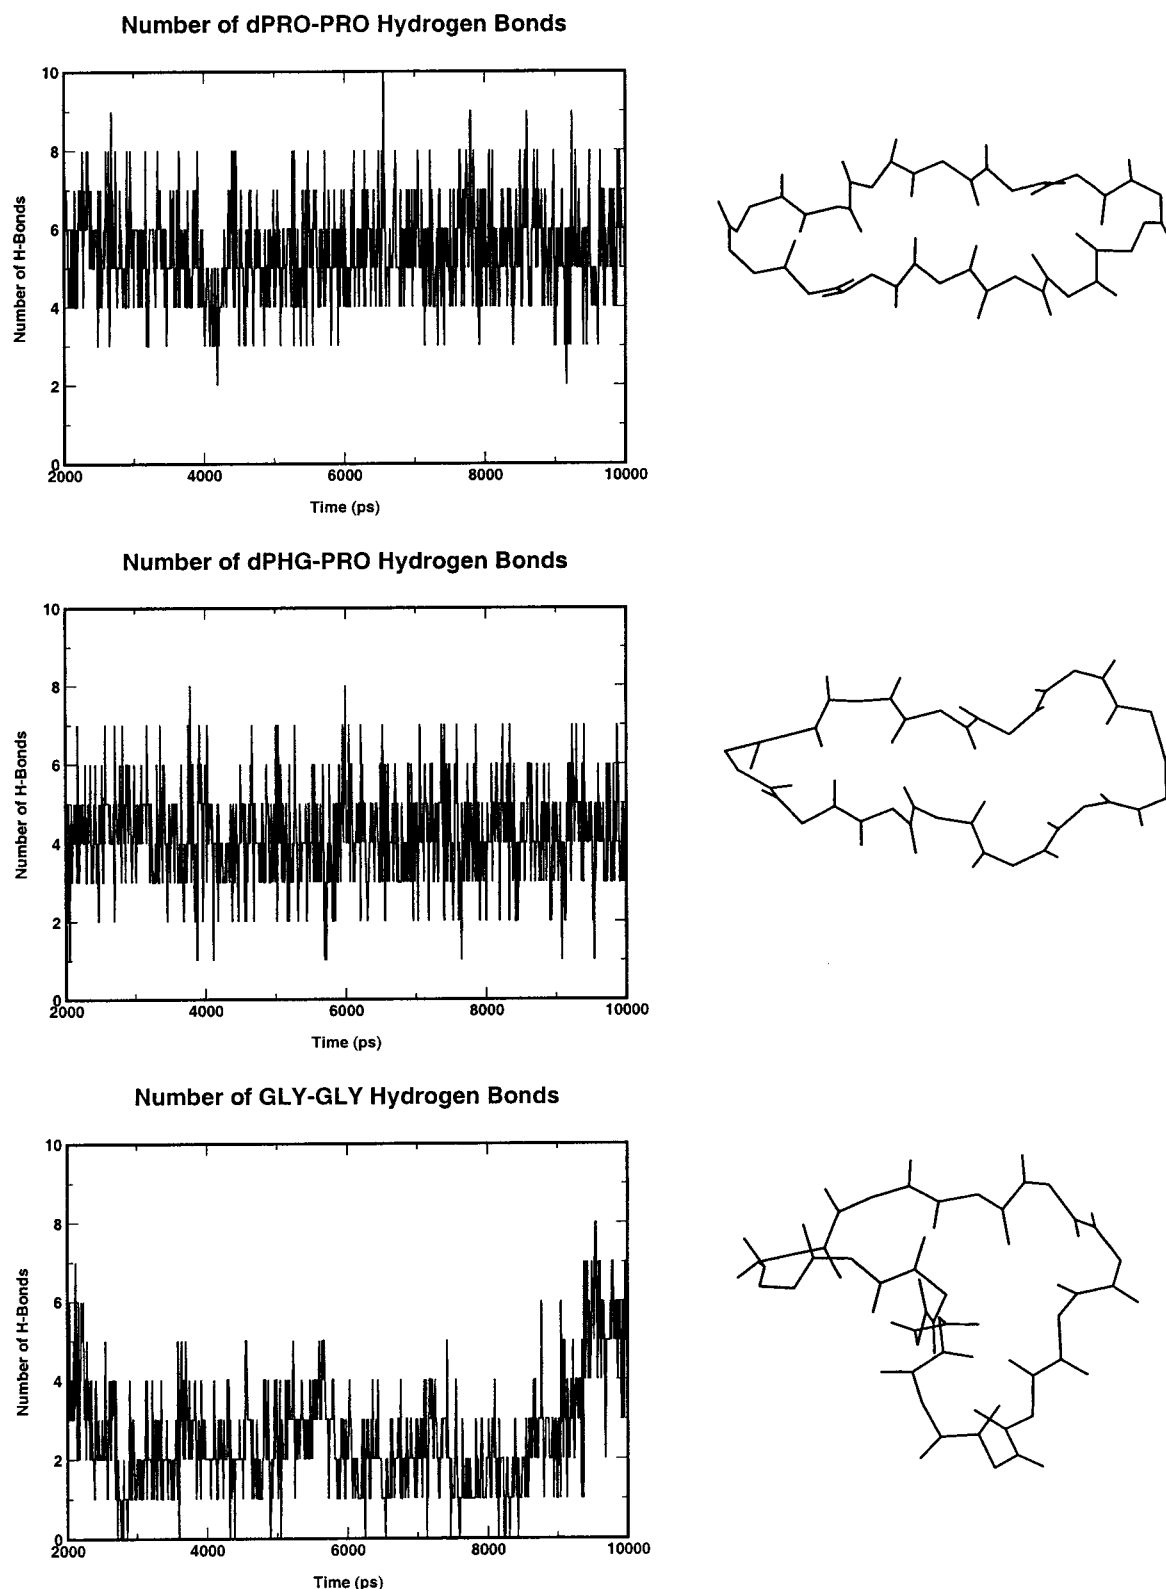 Number of dPRO-PRO Hydrogen Bonds
10
8
6
4
2
0
Number of H-Bonds
2000 4000 6000 8000 10000
Time (ps)
Number of dPHG-PRO Hydrogen Bonds
10
8
6
4
2
0
Number of H-Bonds
2000 4000 6000 8000 10000
Time (ps)
Number of GLY-GLY Hydrogen Bonds
10
8
6
4
2
0
Number of H-Bonds
2000 4000 6000 8000 10000
Time (ps)